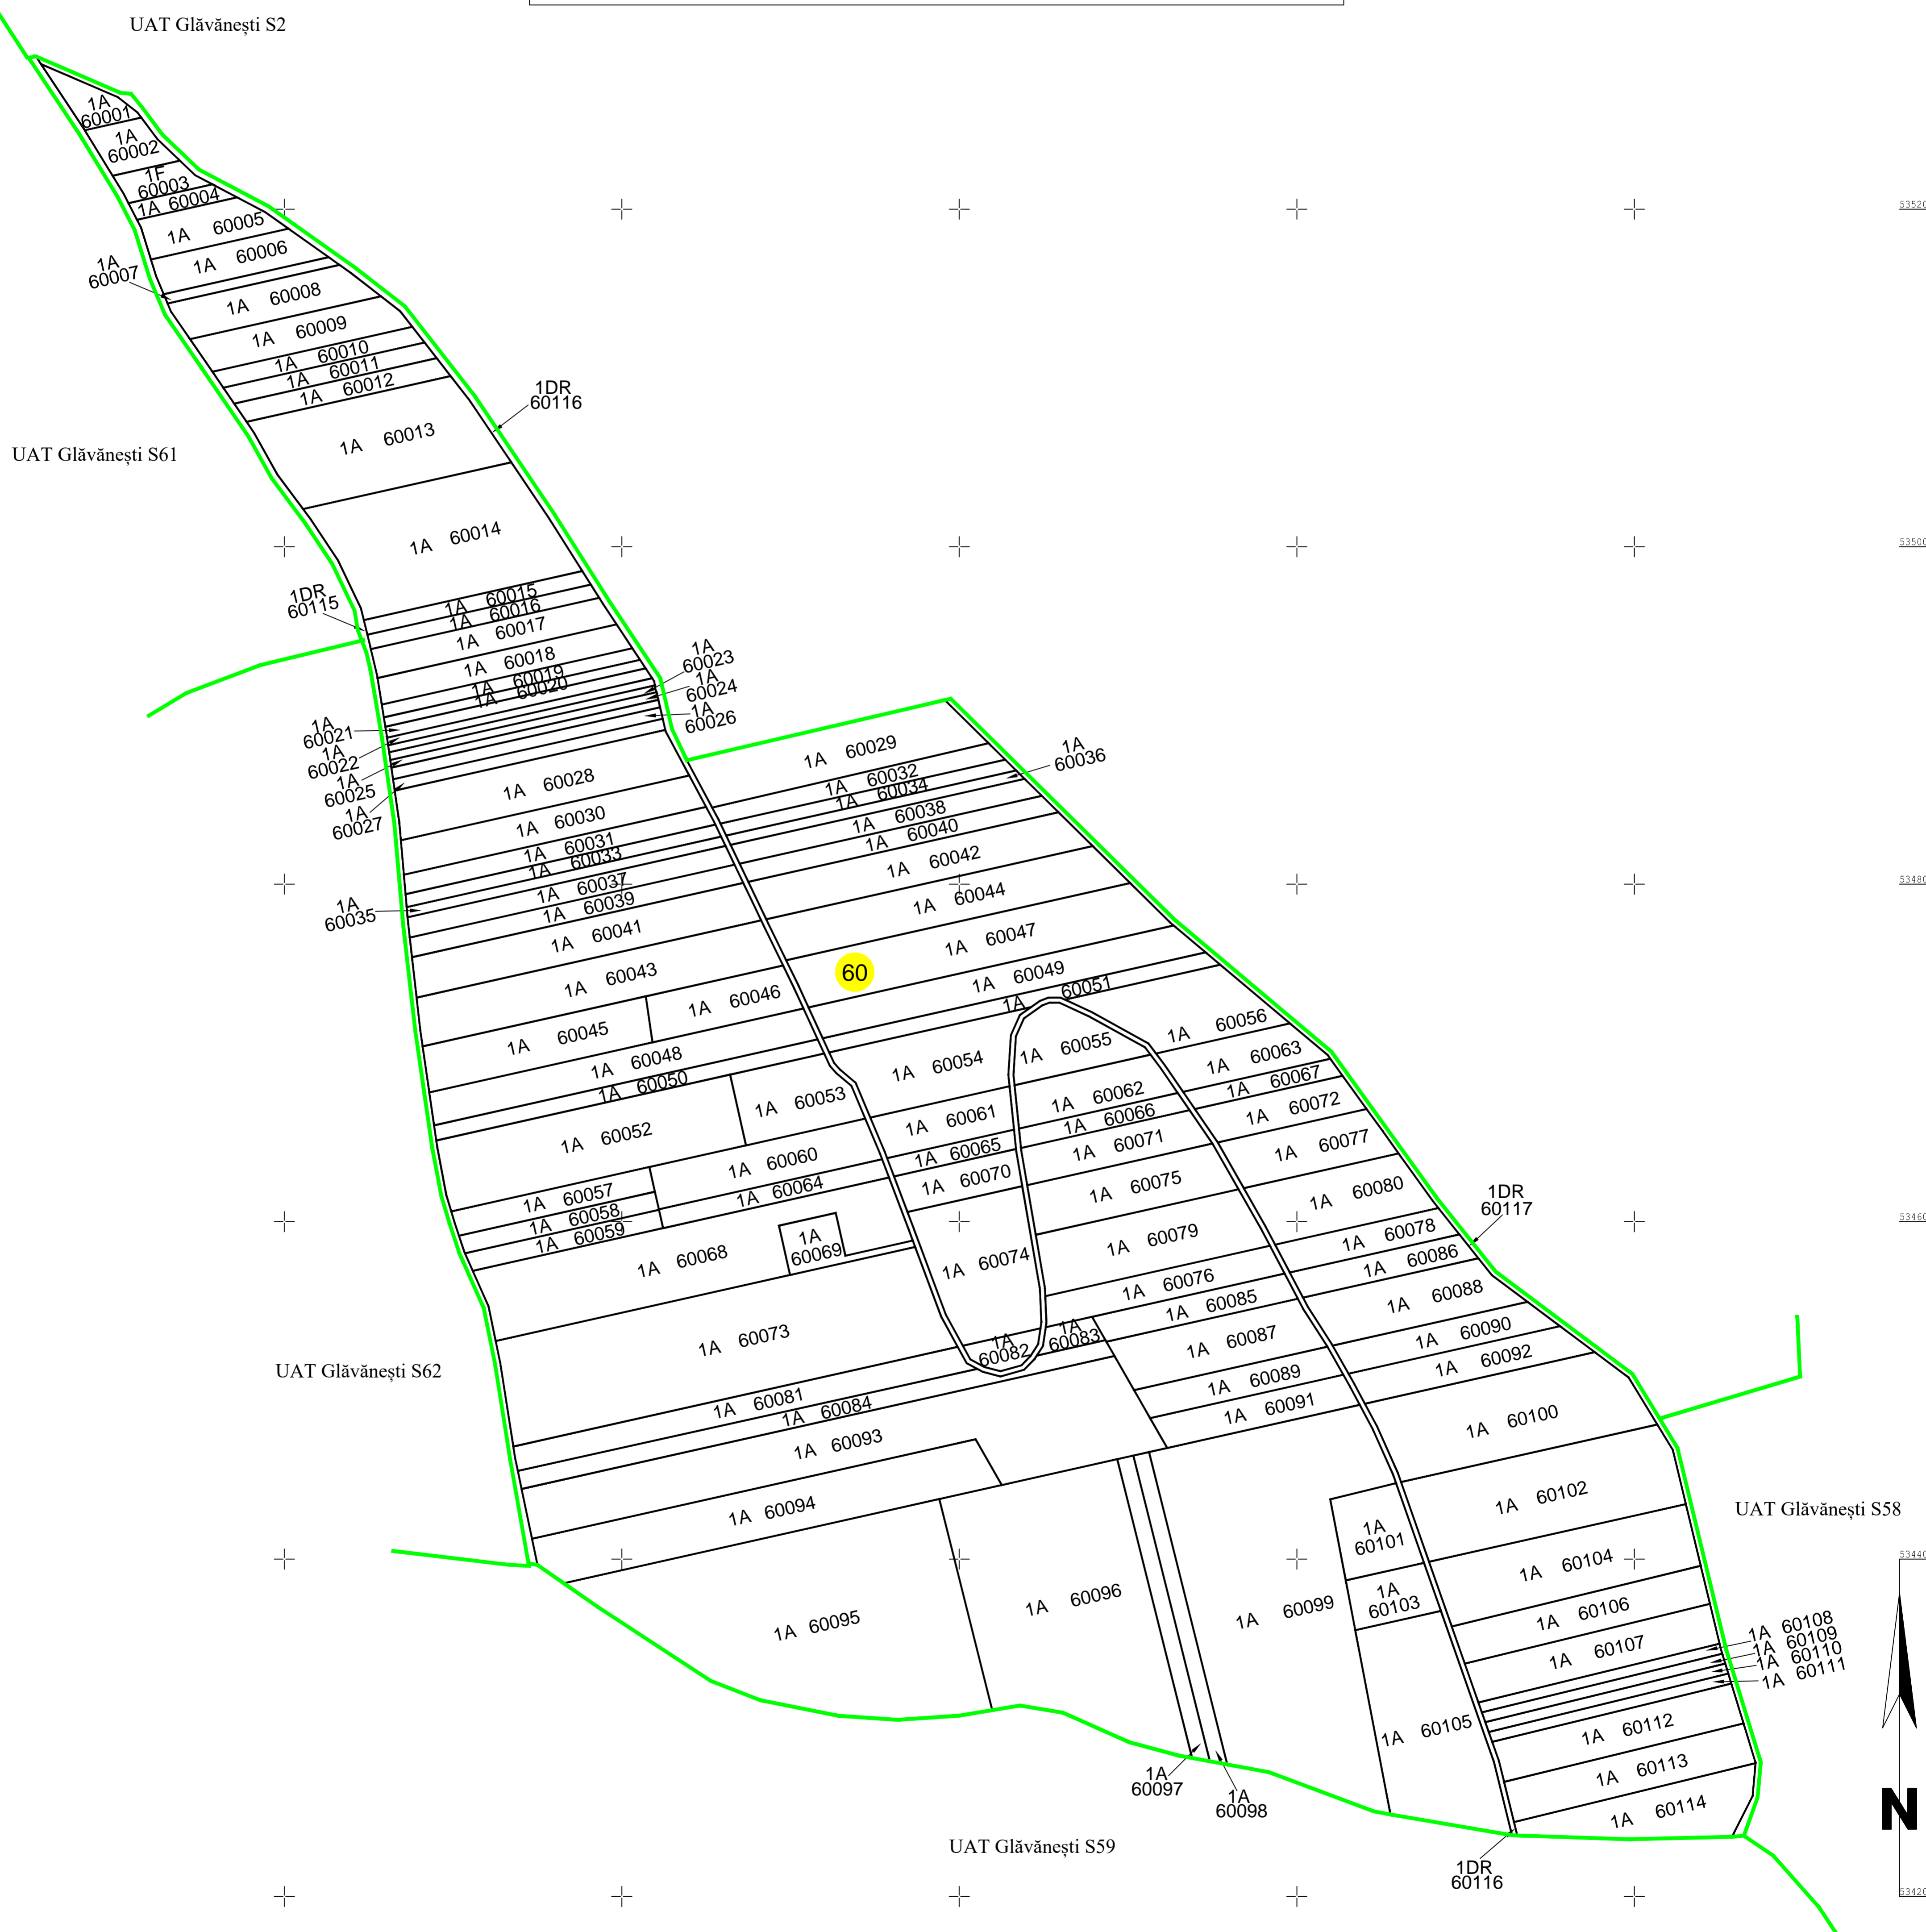 UAT Glăvănești S2
1A
60001
1A
60002
1F
60003
1A 60004
1A 60005
1A 60006
1A
60007
1A 60008
1A 60009
1A 60010
1A 60011
1A 60012
1DR
60116
1A 60013
UAT Glăvănești S61
1A 60014
1DR
60115
1A 60015
1A 60016
1A 60017
1A 60018
1A 60019
1A 60020
1A
60023
1A
60024
1A
60026
1A
60021
1A
60022
1A
60025
1A
60027
1A 60028
1A 60029
1A 60030
1A 60031
1A 60032
1A 60033
1A 60034
1A
60035
1A
60036
1A 60037
1A 60038
1A 60039
1A 60040
1A 60041
1A 60042
1A 60043
1A 60044
1A 60045
1A 60046
60
1A 60047
1A 60048
1A 60049
1A 60050
1A 60051
1A 60052
1A 60053
1A 60054
1A 60055
1A 60056
1A 60057
1A 60058
1A 60059
1A 60060
1A 60061
1A 60062
1A 60063
1A 60064
1A 60065
1A 60066
1A 60067
1A 60068
1A
60069
1A 60070
1A 60071
1A 60072
1A 60073
1A 60074
1A 60075
1A 60076
1A 60077
1A 60078
1A 60079
1A 60080
1DR
60117
1A 60081
1A
60082
1A
60083
1A 60084
1A 60085
1A 60086
1A 60087
1A 60088
1A 60089
1A 60090
1A 60091
1A 60092
UAT Glăvănești S62
1A 60093
1A 60094
1A 60095
1A 60096
1A
60097
1A
60098
1A 60099
1A 60100
1A
60101
1A 60102
1A
60103
1A 60104
1A 60105
1A 60106
1A 60107
1A 60108
1A 60109
1A 60110
1A 60111
1A 60112
1A 60113
1A 60114
1DR
60116
UAT Glăvănești S58
UAT Glăvănești S59
N
53520
53500
53480
53460
53440
53420